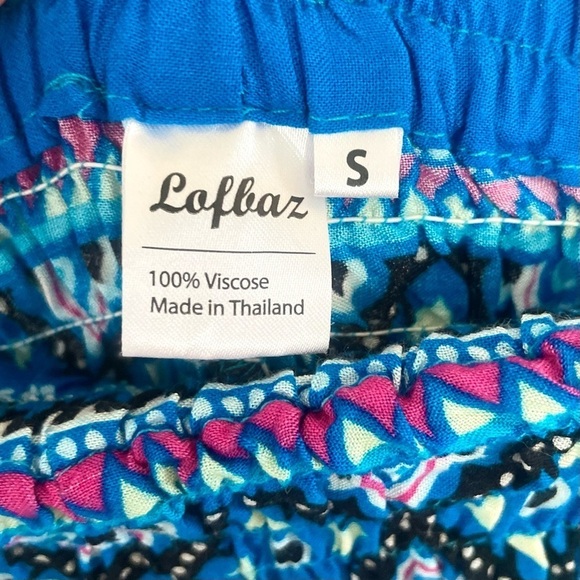 Lofbaz
S
100% Viscose
Made in Thailand